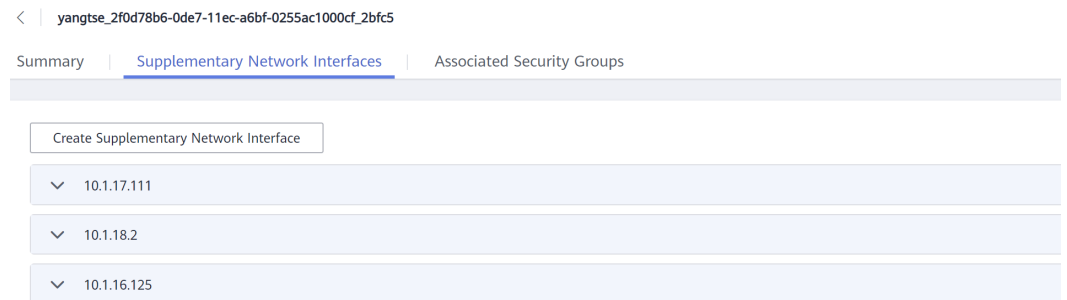 yangtse_2f0d78b6-0de7-11ec-a6bf-0255ac1000cf_2bfc5
Summary Supplementary Network Interfaces Associated Security Groups
Create Supplementary Network Interface
10.1.17.111
10.1.18.2
10.1.16.125